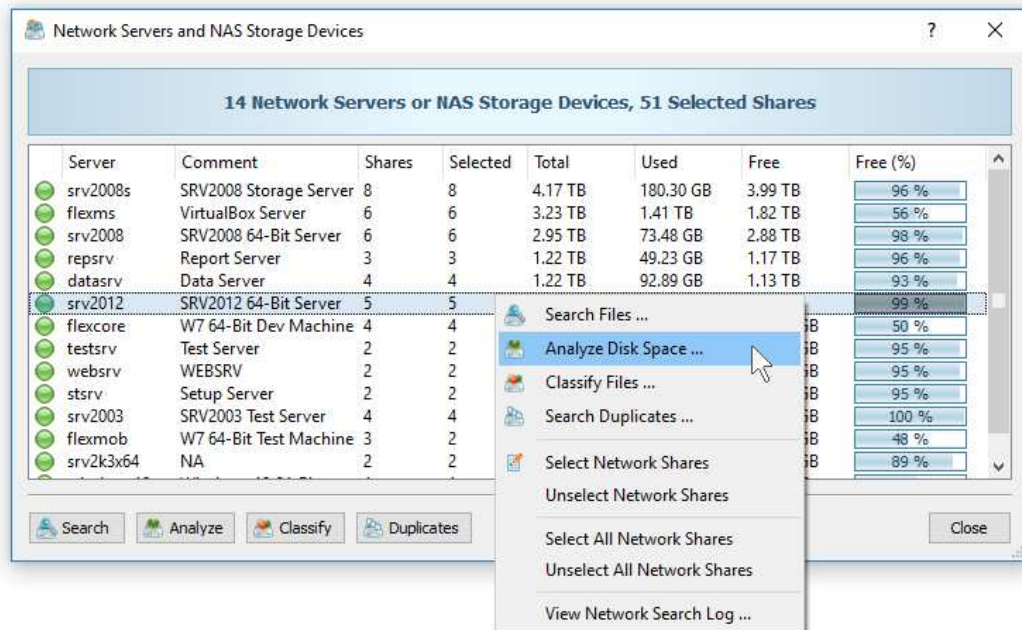 Network Servers and NAS Storage Devices ?
14 Network Servers or NAS Storage Devices, 51 Selected Shares
Server Comment Shares Selected Total Used Free Free (%)
srv2008s SRV2008 Storage Server 8 8 4.17 TB 180.30 GB 3.99 TB 96 %
flexms VirtualBox Server 6 6 3.23 TB 1.41 TB 1.82 TB 56 %
srv2008 SRV2008 64-Bit Server 6 6 2.95 TB 73.48 GB 2.88 TB 98 %
repsrv Report Server 3 3 1.22 TB 49.23 GB 1.17 TB 96 %
datasrv Data Server 4 4 1.22 TB 92.89 GB 1.13 TB 93 %
srv2012 SRV2012 64-Bit Server 5 5 99 %
flexcore W7 64-Bit Dev Machine 4 4 50 %
testsrv Test Server 2 2 95 %
websrv WEBSRV 2 2 95 %
stsrv Setup Server 2 2 95 %
srv2003 SRV2003 Test Server 4 4 100 %
flexmob W7 64-Bit Test Machine 3 2 48 %
srv2k3x64 NA 2 2 89 %
Search Files ...
Analyze Disk Space ...
Classify Files ...
Search Duplicates ...
Select Network Shares
Unselect Network Shares
Select All Network Shares
Unselect All Network Shares
View Network Search Log ...
Search Analyze Classify Duplicates Close